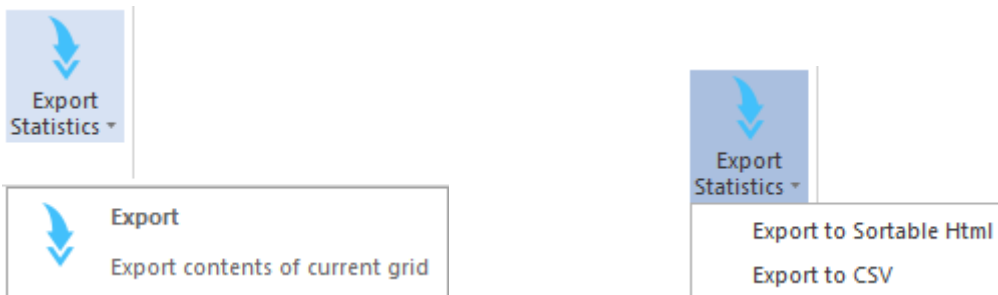 Export
Statistics
Export
Export contents of current grid
Export
Statistics
Export to Sortable Html
Export to CSV